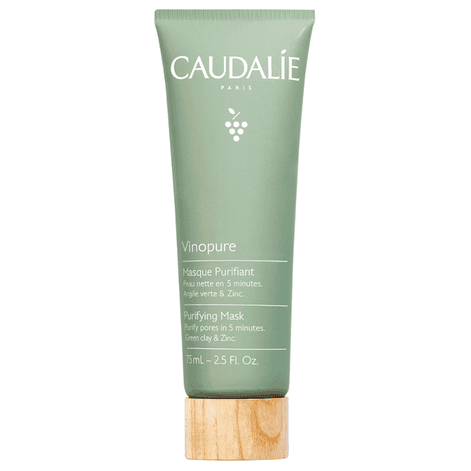 CAUDALÍE
PARIS
Vinopure
Masque Purifiant
Peau nette en 5 minutes.
Argile verte & Zinc.
Purifying Mask
Purify pores in 5 minutes.
Green clay & Zinc.
75mL – 2.5 Fl. Oz.